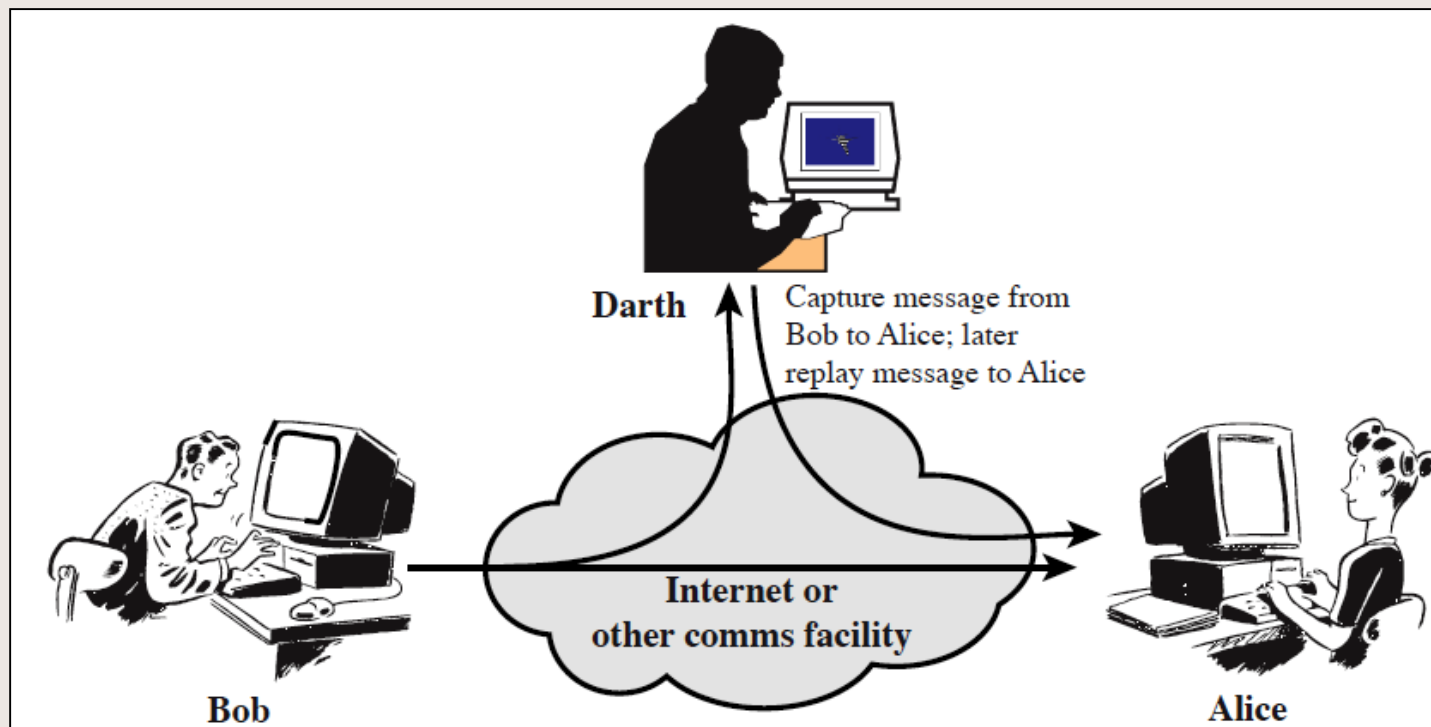 Darth
Capture message from
Bob to Alice; later
replay message to Alice
Internet or
other comms facility
Bob
Alice